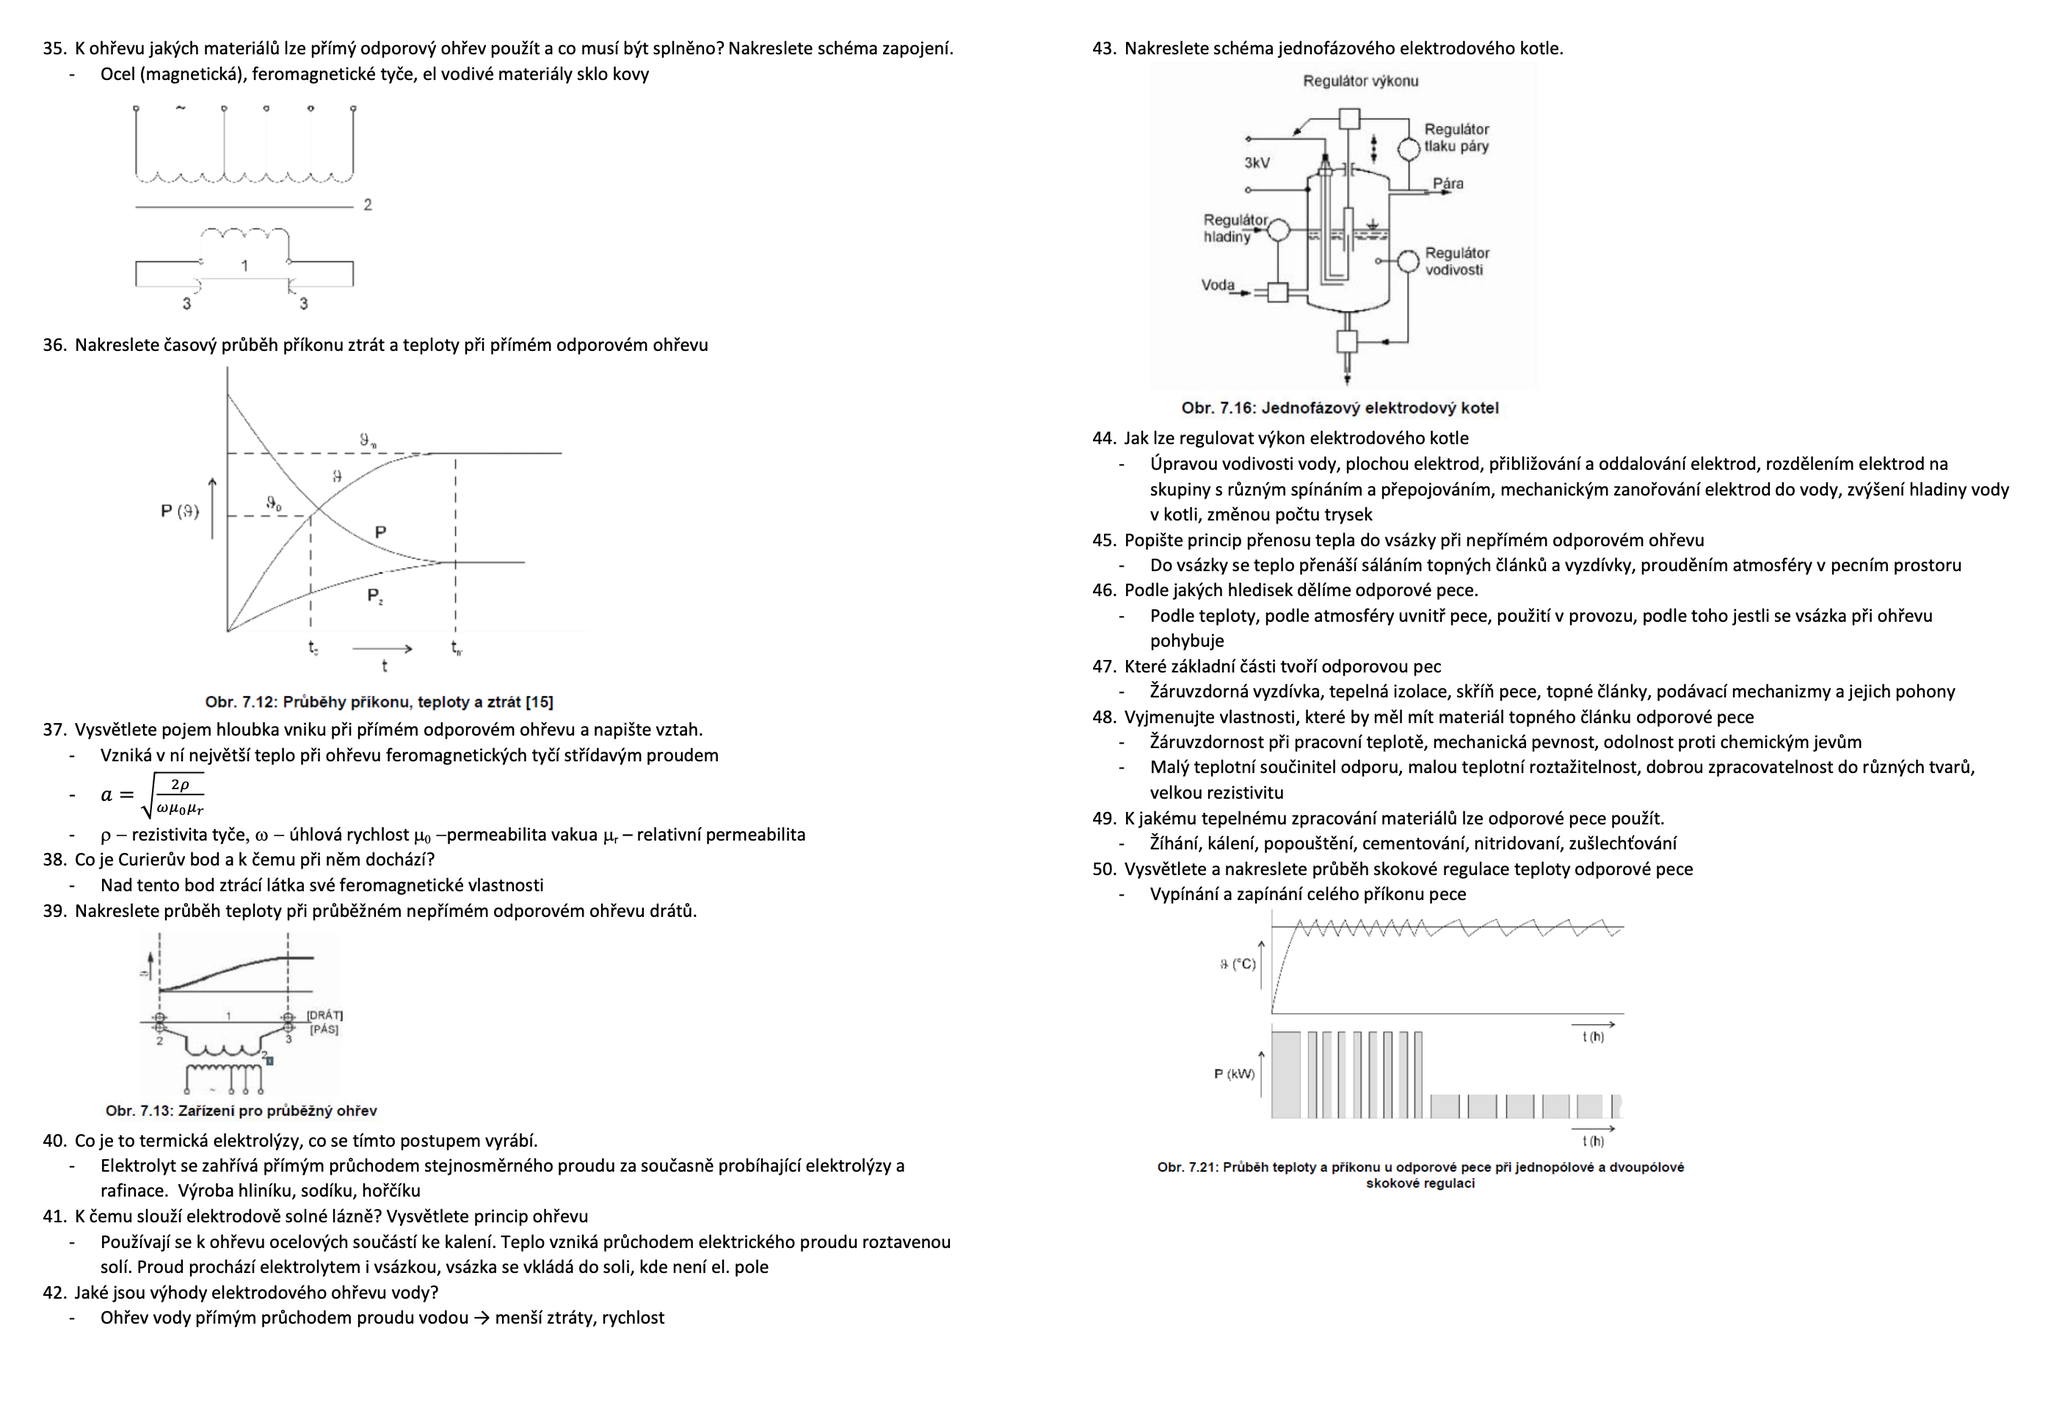 35. K ohřevu jakých materiálů lze přímý odporový ohřev použít a co musí být splněno? Nakreslete schéma zapojení.
- Ocel (magnetická), feromagnetické tyče, el vodivé materiály sklo kovy
~
2
1
3 3
36. Nakreslete časový průběh příkonu ztrát a teploty při přímém odporovém ohřevu
ϑm
ϑ
ϑ0
P (ϑ)
P
Pz
t
Obr. 7.12: Průběhy příkonu, teploty a ztrát [15]
37. Vysvětlete pojem hloubka vniku při přímém odporovém ohřevu a napište vztah.
- Vzniká v ní největší teplo při ohřevu feromagnetických tyčí střídavým proudem
- a = √(2ρ/(ωμ₀μᵣ))
- ρ – rezistivita tyče, ω – úhlová rychlost μ₀ –permeabilita vakua μᵣ – relativní permeabilita
38. Co je Curierův bod a k čemu při něm dochází?
- Nad tento bod ztrácí látka své feromagnetické vlastnosti
39. Nakreslete průběh teploty při průběžném nepřímém odporovém ohřevu drátů.
ϑ
1 [DRÁT]
[PÁS]
2 3
2
~
Obr. 7.13: Zařízení pro průběžný ohřev
40. Co je to termická elektrolýzy, co se tímto postupem vyrábí.
- Elektrolyt se zahřívá přímým průchodem stejnosměrného proudu za současně probíhající elektrolýzy a
rafinace. Výroba hliníku, sodíku, hořčíku
41. K čemu slouží elektrodově solné lázně? Vysvětlete princip ohřevu
- Používají se k ohřevu ocelových součástí ke kalení. Teplo vzniká průchodem elektrického proudu roztavenou
solí. Proud prochází elektrolytem i vsázkou, vsázka se vkládá do soli, kde není el. pole
42. Jaké jsou výhody elektrodového ohřevu vody?
- Ohřev vody přímým průchodem proudu vodou → menší ztráty, rychlost
43. Nakreslete schéma jednofázového elektrodového kotle.
Regulátor výkonu
Regulátor
tlaku páry
3kV
Pára
Regulátor
hladiny
Regulátor
vodivosti
Voda
Obr. 7.16: Jednofázový elektrodový kotel
44. Jak lze regulovat výkon elektrodového kotle
- Úpravou vodivosti vody, plochou elektrod, přibližování a oddalování elektrod, rozdělením elektrod na
skupiny s různým spínáním a přepojováním, mechanickým zanořování elektrod do vody, zvýšení hladiny vody
v kotli, změnou počtu trysek
45. Popište princip přenosu tepla do vsázky při nepřímém odporovém ohřevu
- Do vsázky se teplo přenáší sáláním topných článků a vyzdívky, prouděním atmosféry v pecním prostoru
46. Podle jakých hledisek dělíme odporové pece.
- Podle teploty, podle atmosféry uvnitř pece, použití v provozu, podle toho jestli se vsázka při ohřevu
pohybuje
47. Které základní části tvoří odporovou pec
- Žáruvzdorná vyzdívka, tepelná izolace, skříň pece, topné články, podávací mechanizmy a jejich pohony
48. Vyjmenujte vlastnosti, které by měl mít materiál topného článku odporové pece
- Žáruvzdornost při pracovní teplotě, mechanická pevnost, odolnost proti chemickým jevům
- Malý teplotní součinitel odporu, malou teplotní roztažitelnost, dobrou zpracovatelnost do různých tvarů,
velkou rezistivitu
49. K jakému tepelnému zpracování materiálů lze odporové pece použít.
- Žíhání, kálení, popouštění, cementování, nitridovaní, zušlechťování
50. Vysvětlete a nakreslete průběh skokové regulace teploty odporové pece
- Vypínání a zapínání celého příkonu pece
ϑ (°C)
t (h)
P (kW)
t (h)
Obr. 7.21: Průběh teploty a příkonu u odporové pece při jednopólové a dvoupólové
skokové regulaci